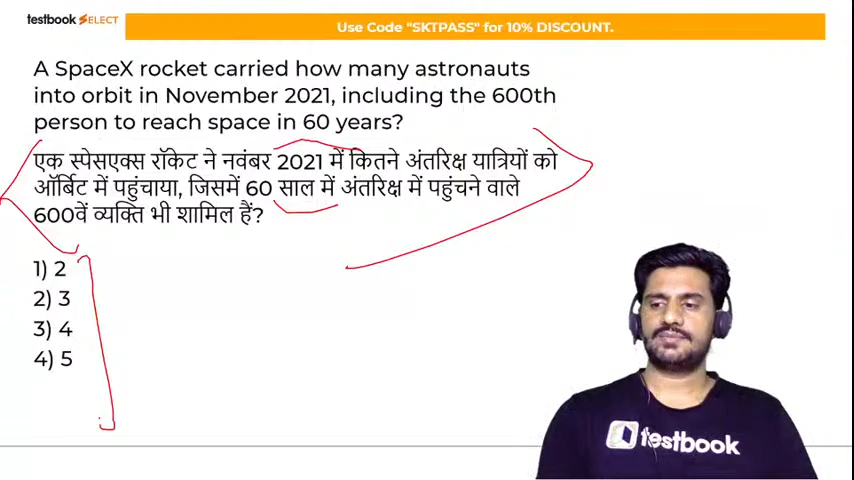 testbook SELECT
Use Code "SKTPASS" for 10% DISCOUNT.
A SpaceX rocket carried how many astronauts
into orbit in November 2021, including the 600th
person to reach space in 60 years?
एक स्पेसएक्स रॉकेट ने नवंबर 2021 में कितने अंतरिक्ष यात्रियों को
ऑर्बिट में पहुंचाया, जिसमें 60 साल में अंतरिक्ष में पहुंचने वाले
600वें व्यक्ति भी शामिल हैं?
1) 2
2) 3
3) 4
4) 5
testbook